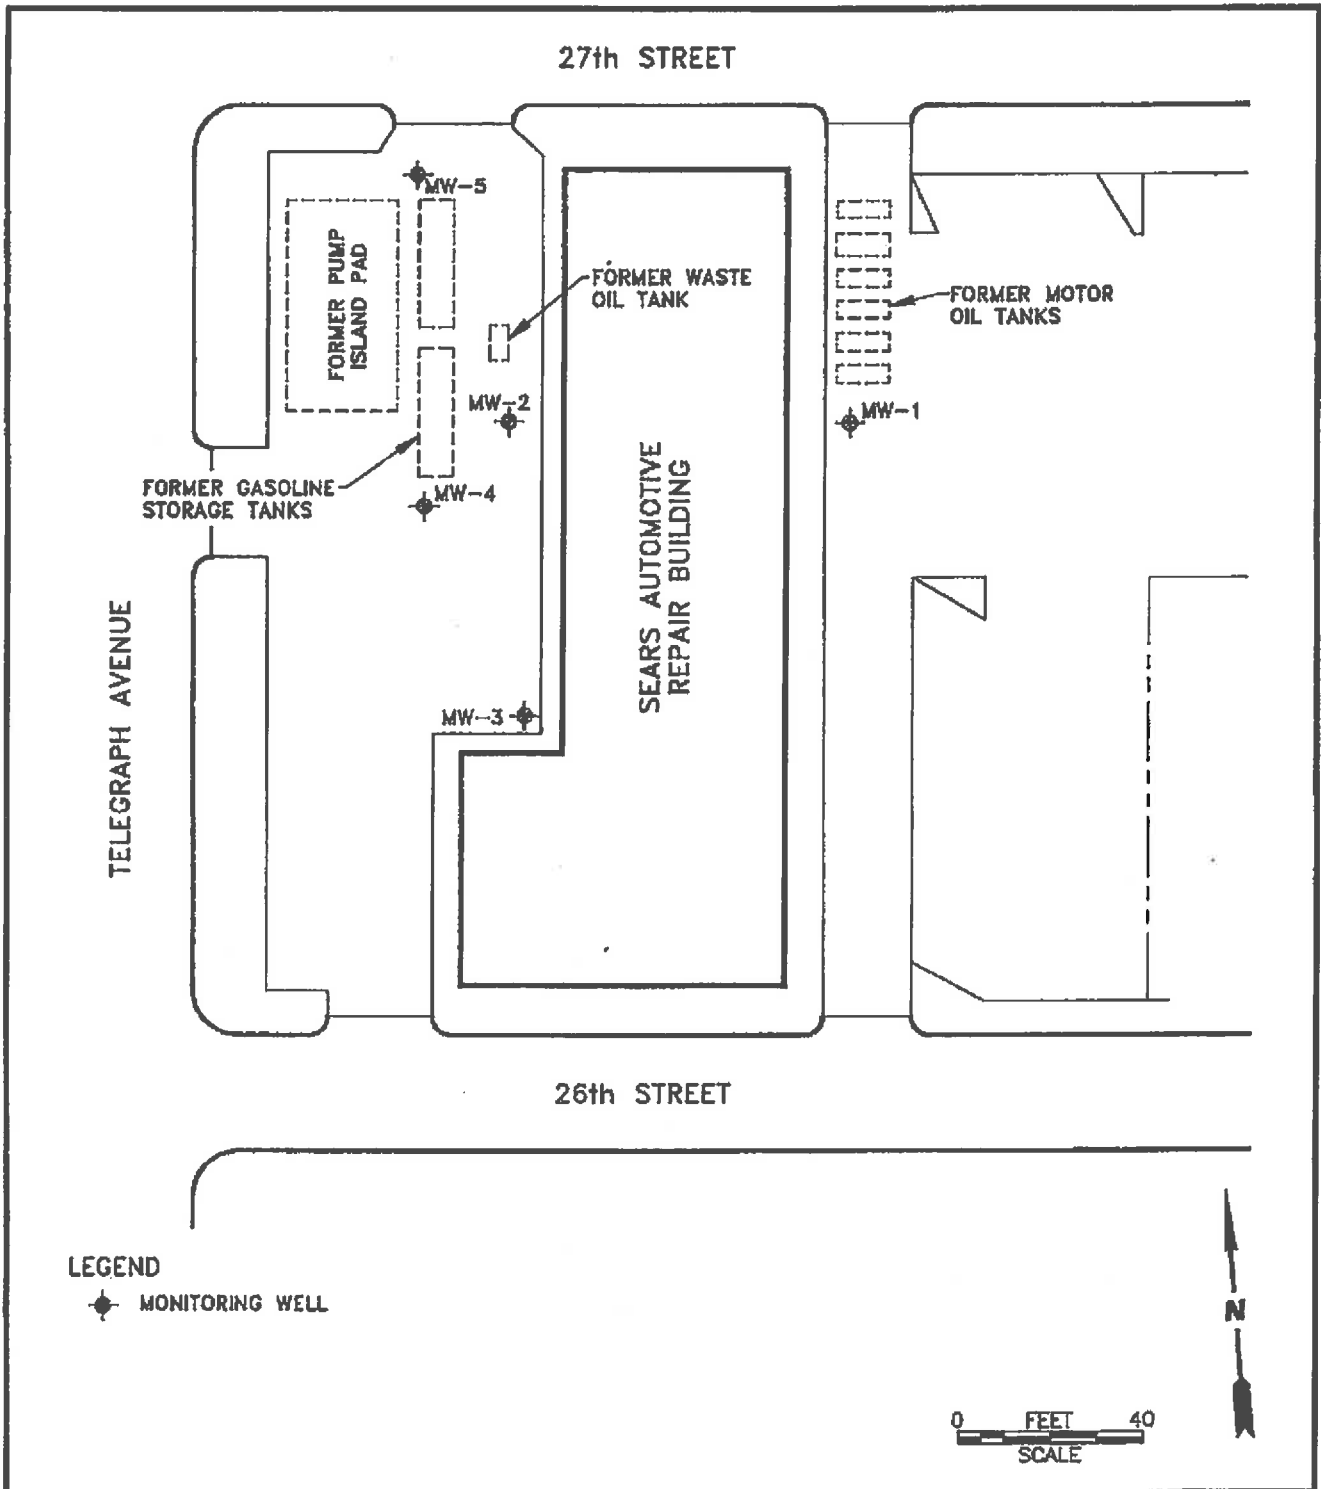 27th STREET
MW-5
FORMER PUMP
ISLAND PAD
FORMER WASTE
OIL TANK
FORMER MOTOR
OIL TANKS
MW-2
MW-1
FORMER GASOLINE
STORAGE TANKS
MW-4
SEARS AUTOMOTIVE
REPAIR BUILDING
TELEGRAPH AVENUE
MW-3
26th STREET
LEGEND
MONITORING WELL
N
0 FEET 40
SCALE